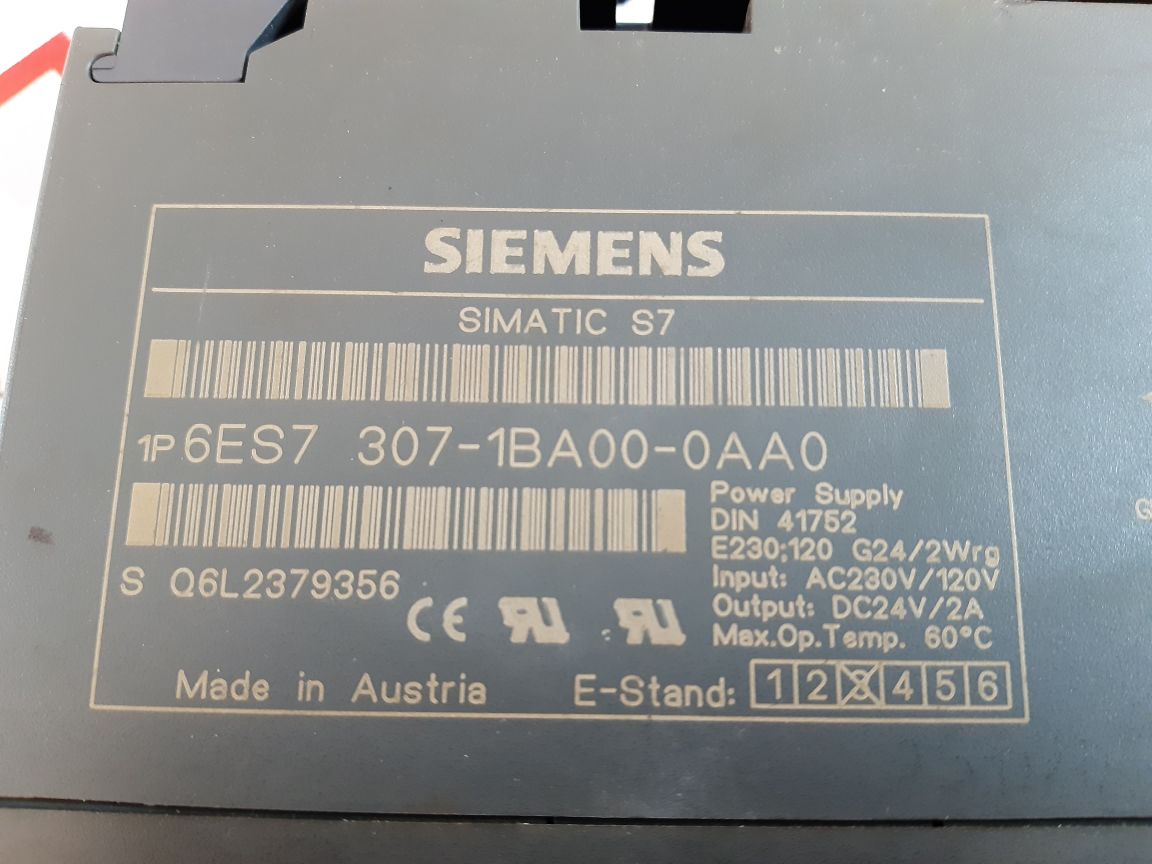 SIEMENS
SIMATIC S7
1P 6ES7 307-1BA00-0AA0
Power Supply
DIN 41752
E230;120 G24/2Wrg
Input: AC230V/120V
Output: DC24V/2A
Max.Op.Temp. 60°C
S Q6L2379356
CE
Made in Austria
E-Stand: 1 2 3 4 5 6